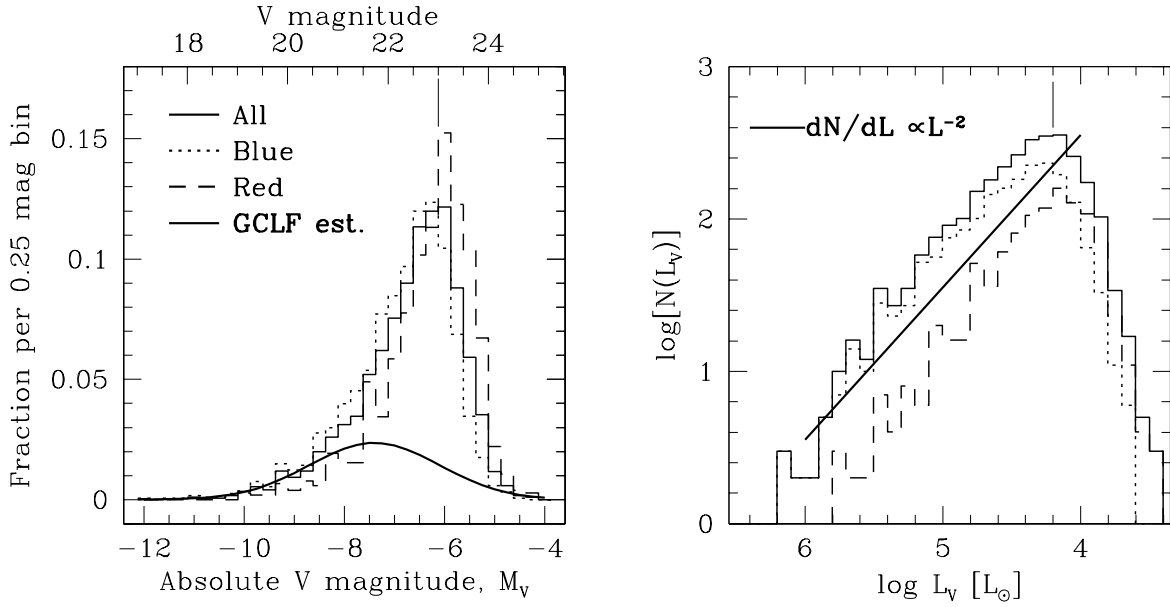 V magnitude
18 20 22 24
All
Blue
Red
GCLF est.
0.15
0.1
0.05
0
Fraction per 0.25 mag bin
−12 −10 −8 −6 −4
Absolute V magnitude, M_V
dN/dL ∝L⁻²
3
2
1
0
log[N(L_V)]
6 5 4
log L_V [L_⊙]